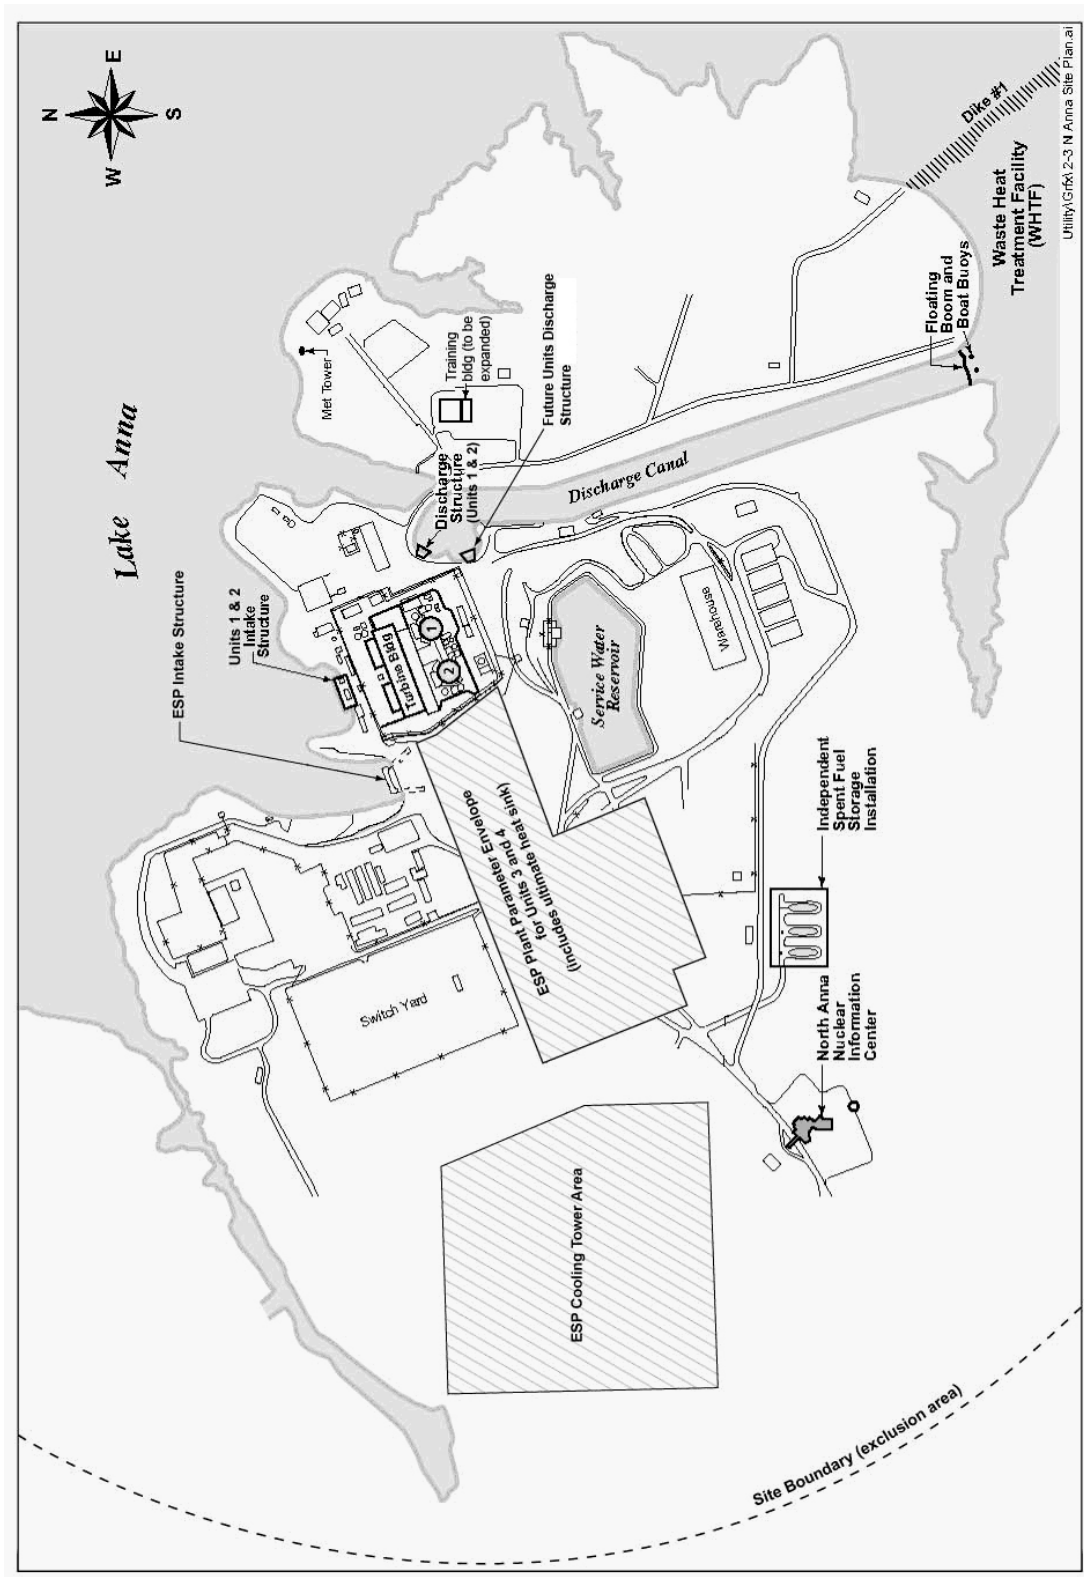 N
E
S
W
Lake Anna
ESP Intake Structure
Units 1 & 2
Intake
Structure
Met Tower
Training
bldg (to be
expanded)
Discharge
Structure
(Units 1 & 2)
Future Units Discharge
Structure
Turbine Bldg
1
2
Discharge Canal
Dike #1
Waste Heat
Treatment Facility
(WHTF)
Floating
Boom and
Boat Buoys
Service Water
Reservoir
Warehouse
ESP Plant Parameter Envelope
for Units 3 and 4
(includes ultimate heat sink)
Switch Yard
Independent
Spent Fuel
Storage
Installation
North Anna
Nuclear
Information
Center
ESP Cooling Tower Area
Site Boundary (exclusion area)
Utility\Grfx\ 2-3 N Anna Site Plan.ai